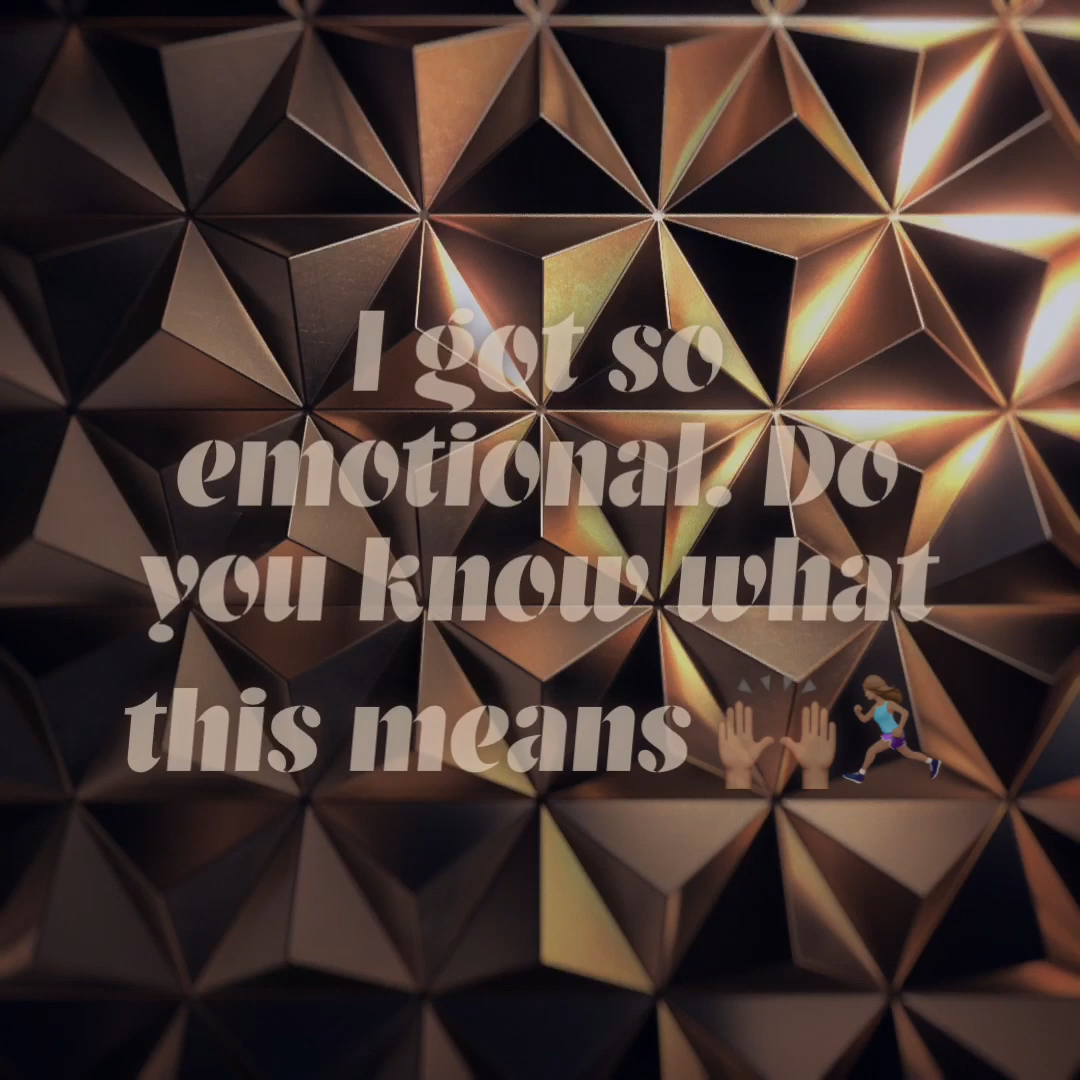 I got so
emotional. Do
you know what
this means 🙌🏽🏃🏽‍♀️